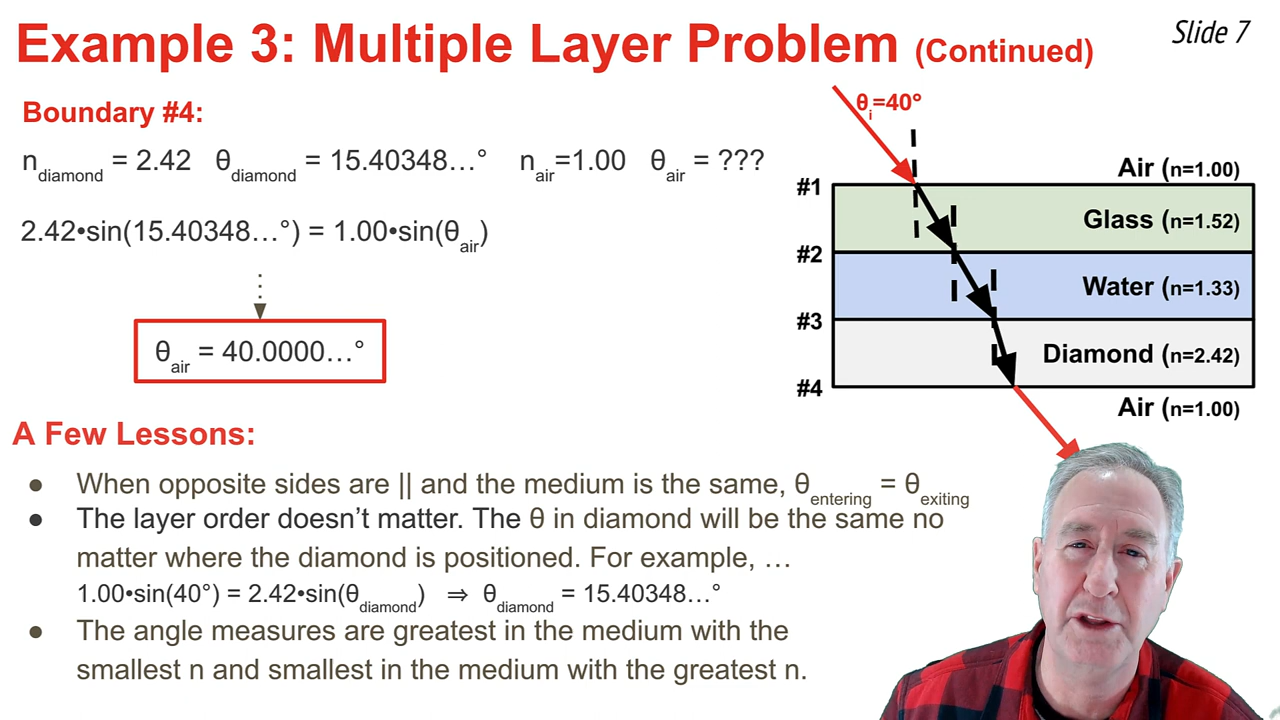 Example 3: Multiple Layer Problem (Continued)
Slide 7
Boundary #4:
n_diamond = 2.42 θ_diamond = 15.40348…° n_air=1.00 θ_air = ???
2.42•sin(15.40348…°) = 1.00•sin(θ_air)
θ_air = 40.0000…°
θ_i=40°
Air (n=1.00)
#1
Glass (n=1.52)
#2
Water (n=1.33)
#3
Diamond (n=2.42)
#4
Air (n=1.00)
A Few Lessons:
● When opposite sides are || and the medium is the same, θ_entering = θ_exiting
● The layer order doesn’t matter. The θ in diamond will be the same no
matter where the diamond is positioned. For example, …
1.00•sin(40°) = 2.42•sin(θ_diamond) ⇒ θ_diamond = 15.40348…°
● The angle measures are greatest in the medium with the
smallest n and smallest in the medium with the greatest n.